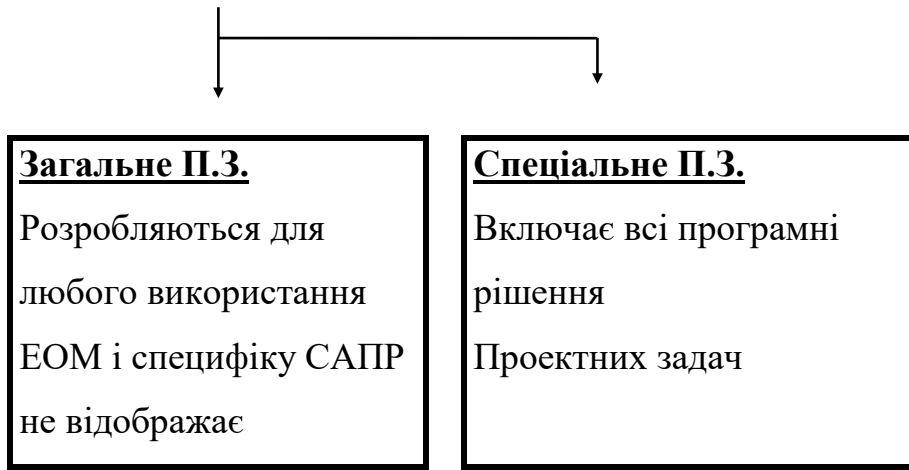 Загальне П.З.
Розробляються для
любого використання
ЕОМ і специфіку САПР
не відображає
Спеціальне П.З.
Включає всі програмні
рішення
Проектних задач